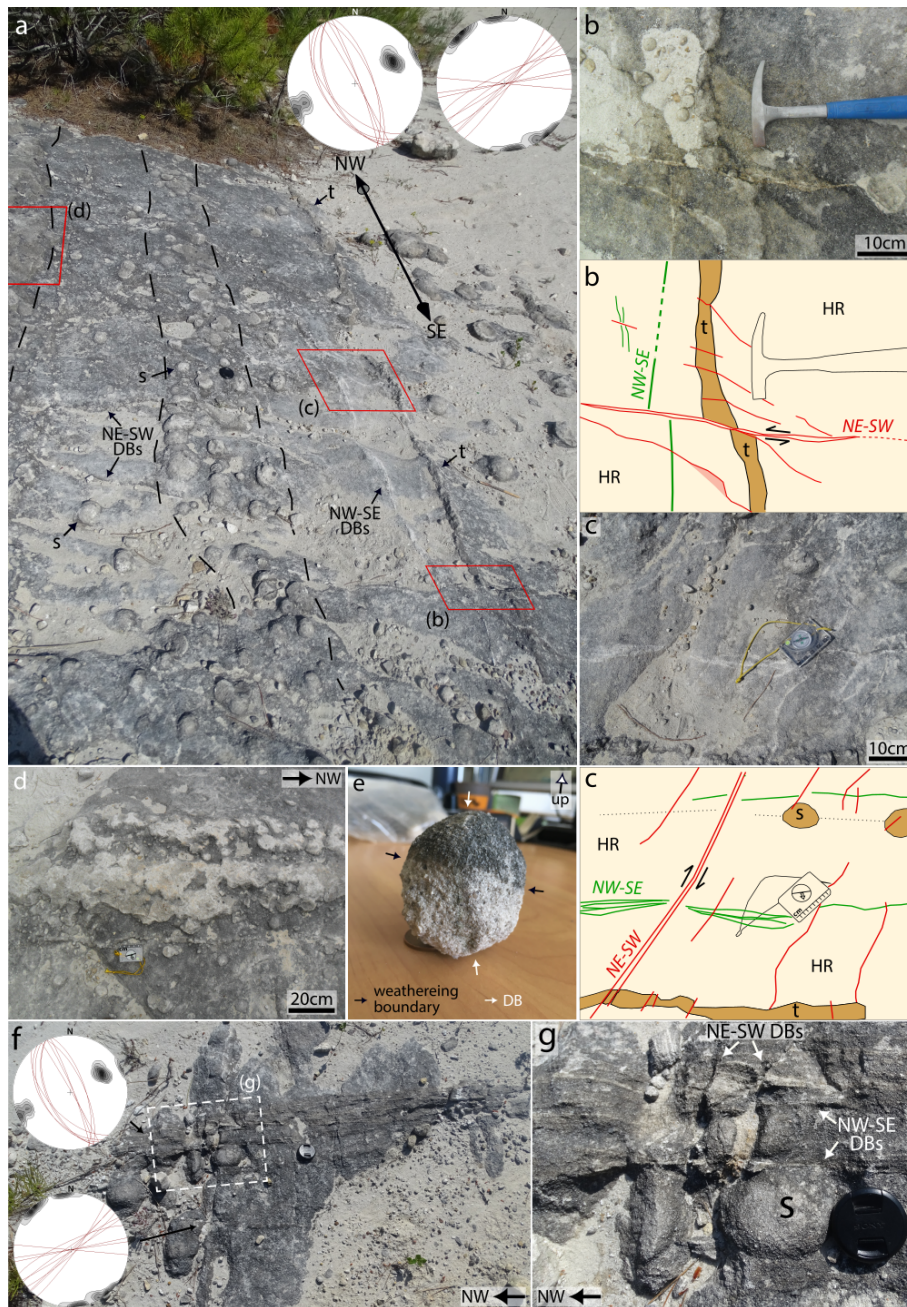 a
N
N
NW
t
(d)
SE
s
(c)
NE-SW
DBs
t
NW-SE
DBs
s
(b)
b
10cm
b
HR
t
NW-SE
NE-SW
t
HR
c
10cm
d
NW
20cm
e
up
weathereing
boundary
DB
c
s
HR
NW-SE
cm
NE-SW
HR
t
f
N
(g)
N
NW
g
NE-SW DBs
NW-SE
DBs
S
NW